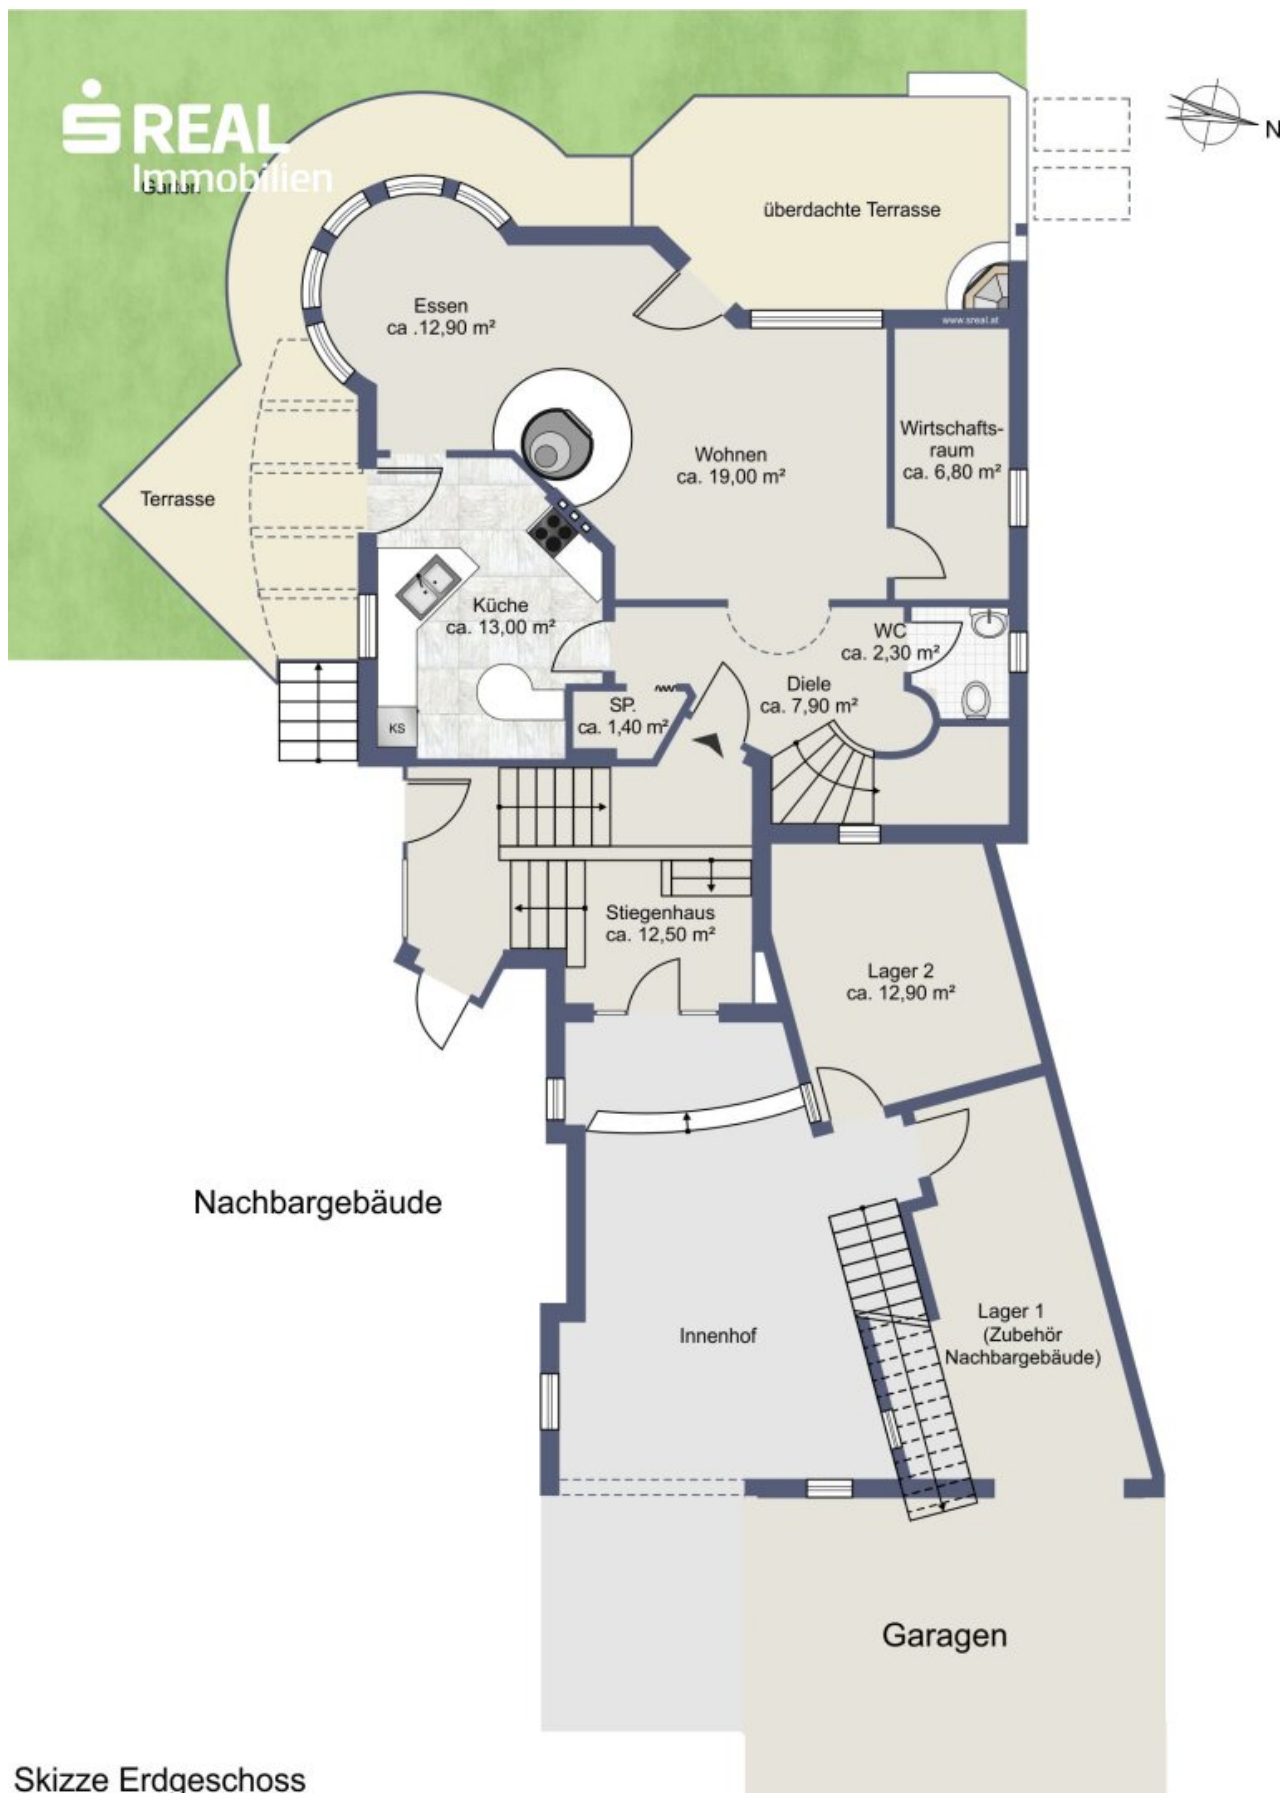 S REAL
Immobilien
Garten
N
überdachte Terrasse
www.sreal.at
Essen
ca .12,90 m²
Wirtschafts-
raum
ca. 6,80 m²
Wohnen
ca. 19,00 m²
Terrasse
Küche
ca. 13,00 m²
WC
ca. 2,30 m²
Diele
ca. 7,90 m²
SP.
ca. 1,40 m²
KS
Stiegenhaus
ca. 12,50 m²
Lager 2
ca. 12,90 m²
Nachbargebäude
Innenhof
Lager 1
(Zubehör
Nachbargebäude)
Garagen
Skizze Erdgeschoss